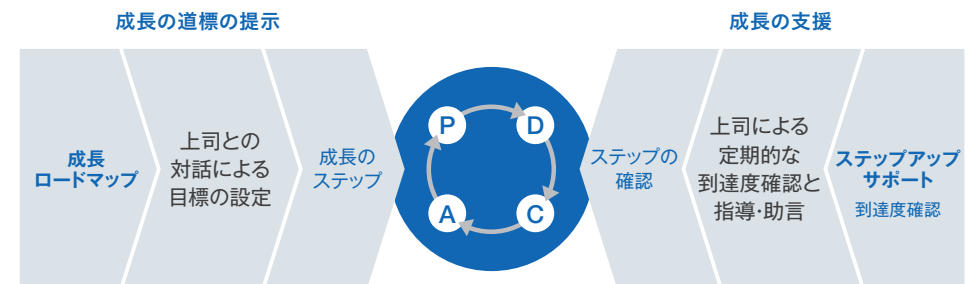 成長の道標の提示
成長の支援
成長
ロードマップ
上司との
対話による
目標の設定
成長の
ステップ
P
D
A
C
ステップの
確認
上司による
定期的な
到達度確認と
指導・助言
ステップアップ
サポート
到達度確認